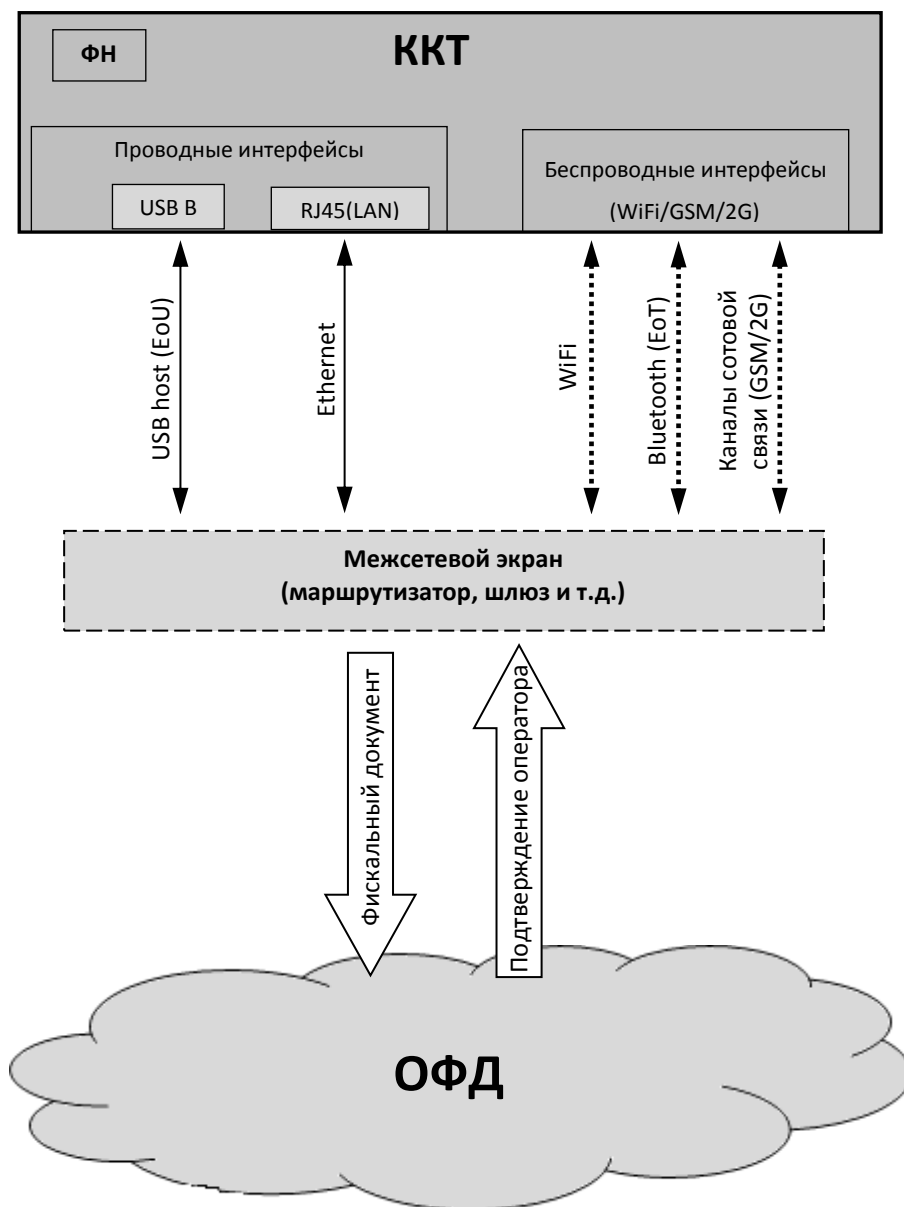 ФН
ККТ
Проводные интерфейсы
USB B
RJ45(LAN)
Беспроводные интерфейсы
(WiFi/GSM/2G)
USB host (EoU)
Ethernet
WiFi
Bluetooth (EoT)
Каналы сотовой
связи (GSM/2G)
Межсетевой экран
(маршрутизатор, шлюз и т.д.)
Фискальный документ
Подтверждение оператора
ОФД